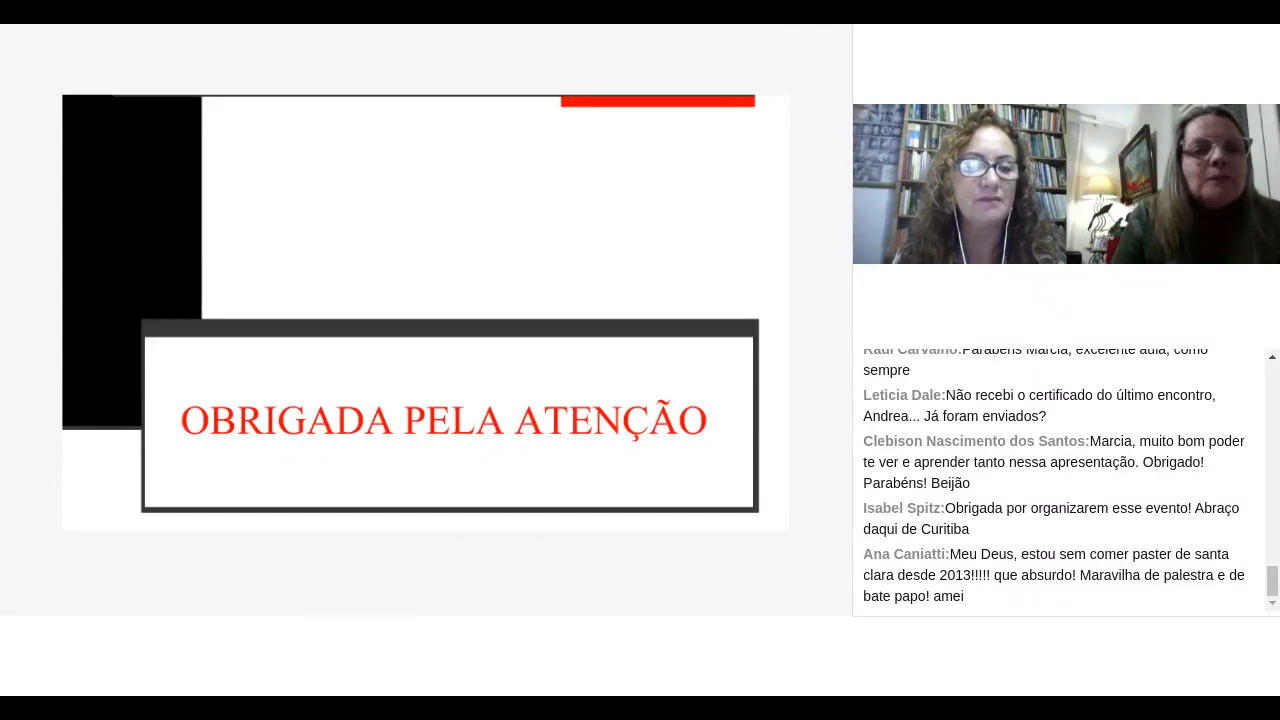 OBRIGADA PELA ATENÇÃO
Raul Carvalho:Parabéns Marcia, excelente aula, como
sempre
Leticia Dale:Não recebi o certificado do último encontro,
Andrea... Já foram enviados?
Clebison Nascimento dos Santos:Marcia, muito bom poder
te ver e aprender tanto nessa apresentação. Obrigado!
Parabéns! Beijão
Isabel Spitz:Obrigada por organizarem esse evento! Abraço
daqui de Curitiba
Ana Caniatti:Meu Deus, estou sem comer paster de santa
clara desde 2013!!!!! que absurdo! Maravilha de palestra e de
bate papo! amei